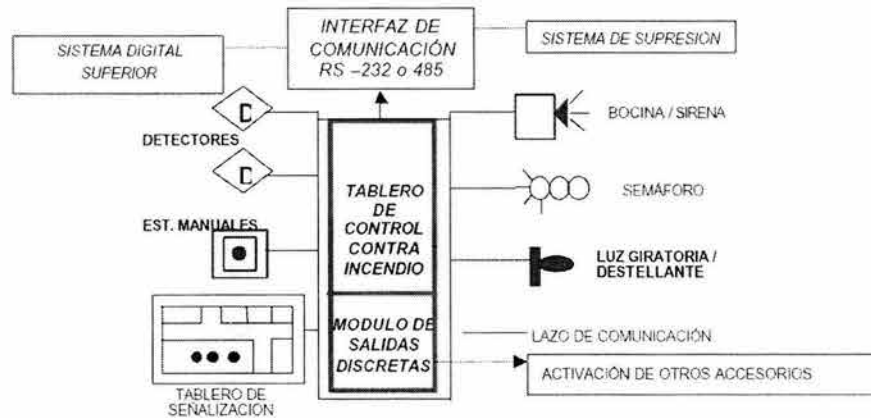 INTERFAZ DE
COMUNICACIÓN
RS –232 o 485
SISTEMA DIGITAL
SUFERIOR
SISTEMA DE SUPRESION
D
DETECTORES
D
BOCINA / SIRENA
SEMÁFORO
EST. MANUALES
TABLERO
DE
CONTROL
CONTRA
INCENDIO
LUZ GIRATORIA /
DESTELLANTE
MODULO DE
SALIDAS
DISCRETAS
LAZO DE COMUNICACIÓN
ACTIVACIÓN DE OTROS ACCESORIOS
TABLERO DE
SEÑALIZACION